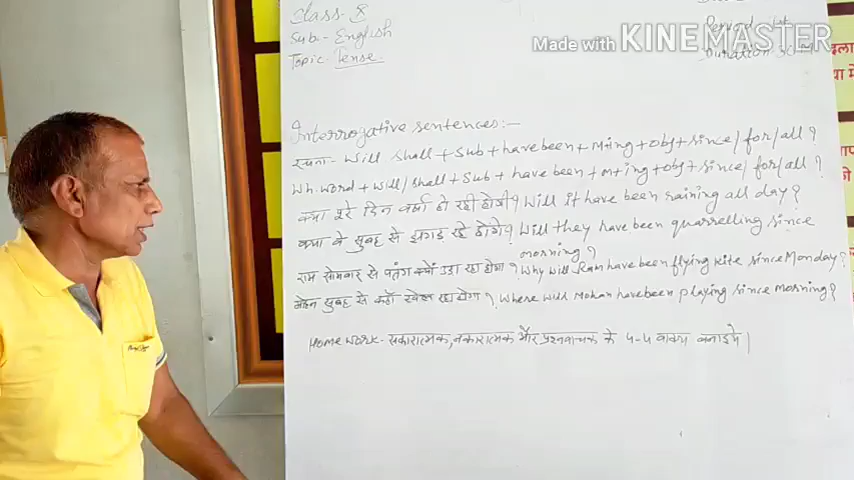 Class- 8
Sub- English
Topic- Tense
Period- 1st
Duration- 30M
Made with KINEMASTER
Interrogative sentences:-
रचना- Will shall + sub + have been + m+ing + obj + since/for/all?
Wh. word + will/shall + sub + have been + m+ing + obj + since/for/all?
क्या पूरे दिन वर्षा हो रही होगी? Will it have been raining all day?
क्या वे सुबह से झगड़ रहे होंगे? Will they have been quarrelling since
morning?
राम सोमवार से पतंग क्यों उड़ा रहा होगा? Why will Ram have been flying kite since Monday?
मोहन सुबह से कहाँ खेल रहा होगा? Where will Mohan have been playing since morning?
Home work- सकारात्मक, नकारात्मक और प्रश्नवाचक के 4-4 वाक्य बनाइये।